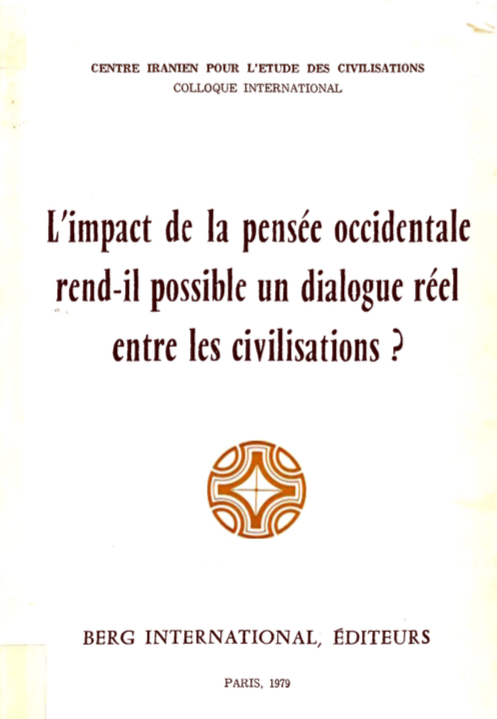 CENTRE IRANIEN POUR L'ETUDE DES CIVILISATIONS
COLLOQUE INTERNATIONAL
L'impact de la pensée occidentale
rend-il possible un dialogue réel
entre les civilisations ?
BERG INTERNATIONAL, ÉDITEURS
PARIS, 1979